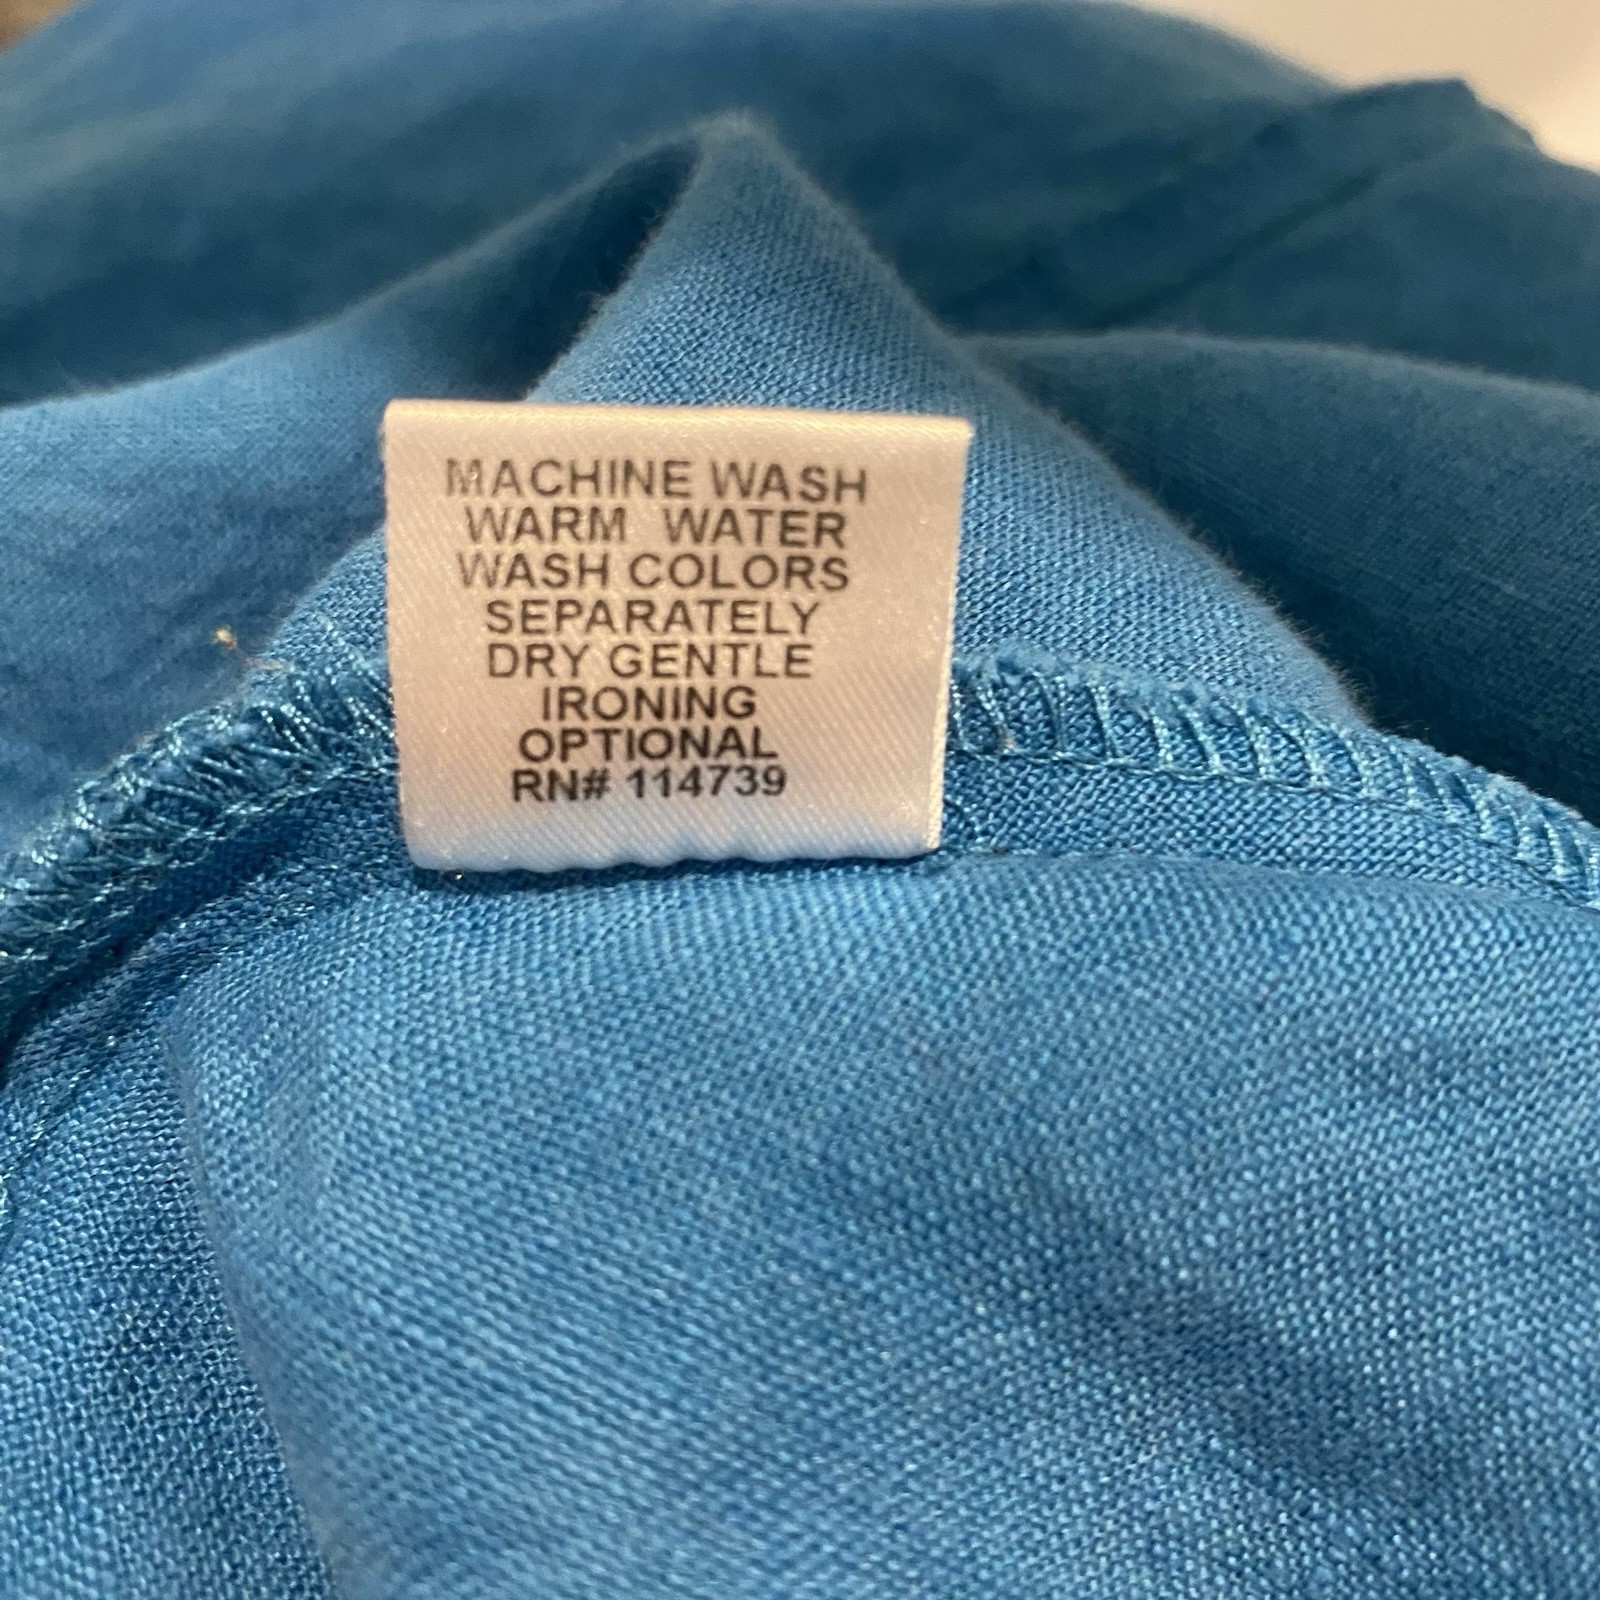 MACHINE WASH
WARM WATER
WASH COLORS
SEPARATELY
DRY GENTLE
IRONING
OPTIONAL
RN# 114739